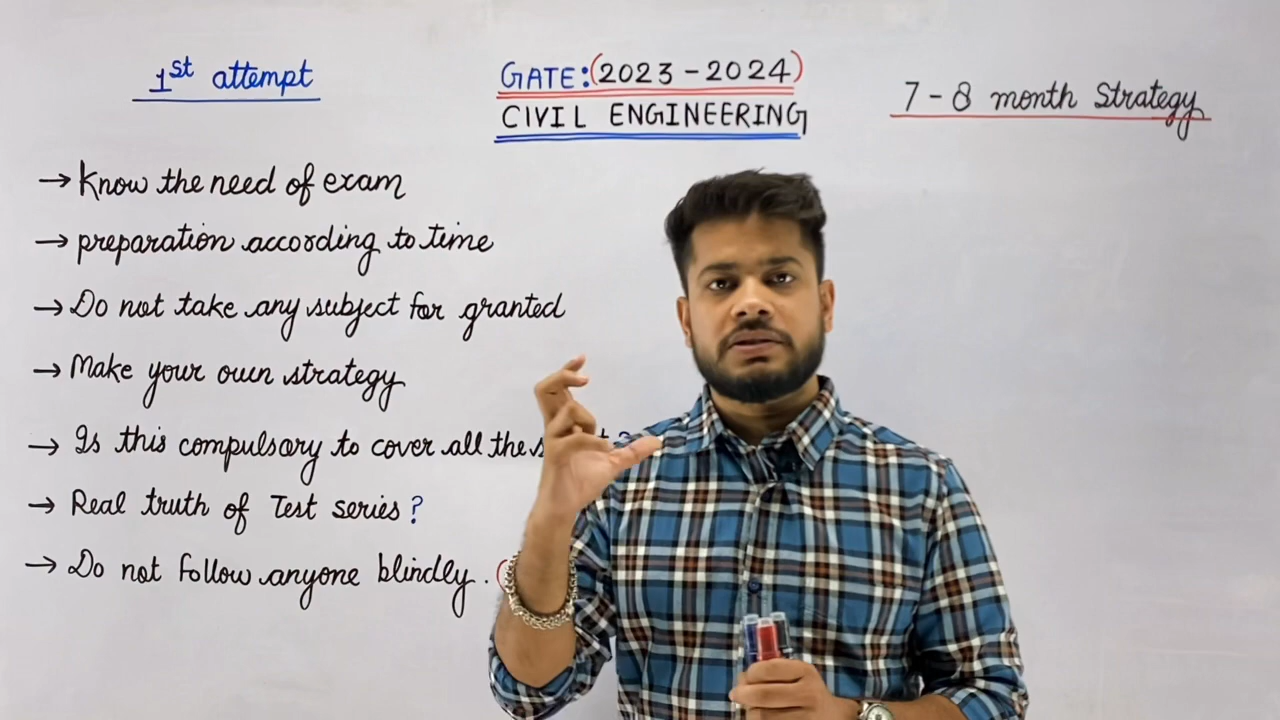 1st attempt
GATE:(2023-2024)
CIVIL ENGINEERING
7-8 month Strategy
→ Know the need of exam
→ preparation according to time
→ Do not take any subject for granted
→ Make your own strategy
→ Is this compulsory to cover all the
→ Real truth of Test series?
→ Do not follow anyone blindly.